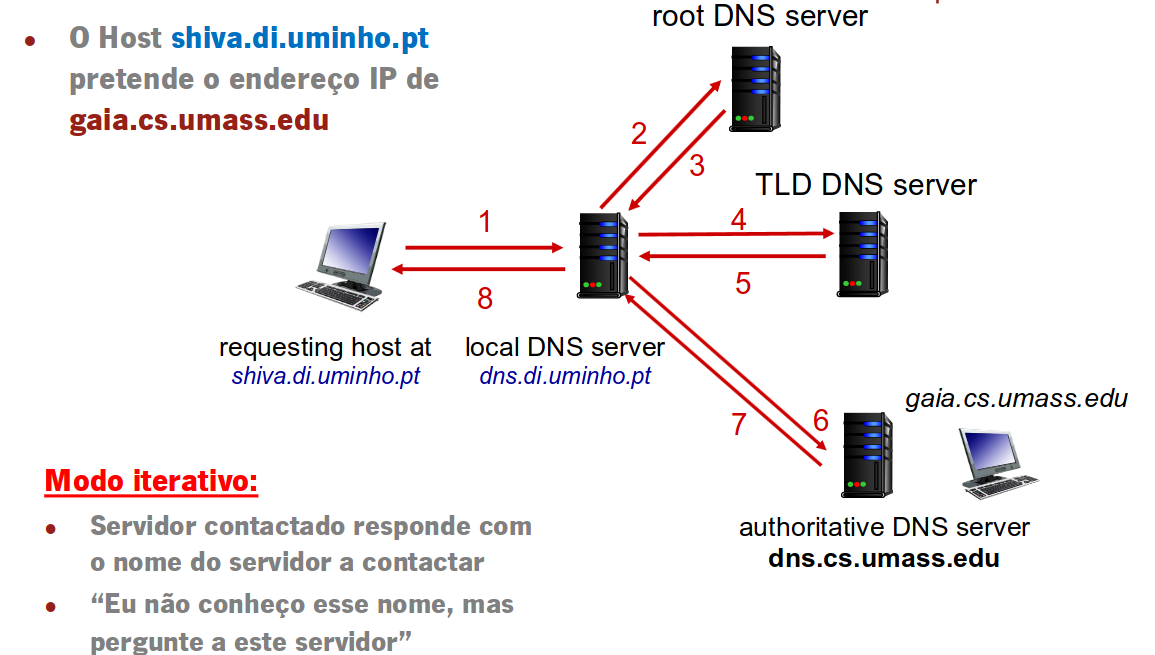 root DNS server
• O Host shiva.di.uminho.pt
pretende o endereço IP de
gaia.cs.umass.edu
2
3
TLD DNS server
1
4
8
5
requesting host at
shiva.di.uminho.pt
local DNS server
dns.di.uminho.pt
gaia.cs.umass.edu
7
6
Modo iterativo:
• Servidor contactado responde com
o nome do servidor a contactar
• “Eu não conheço esse nome, mas
pergunte a este servidor”
authoritative DNS server
dns.cs.umass.edu